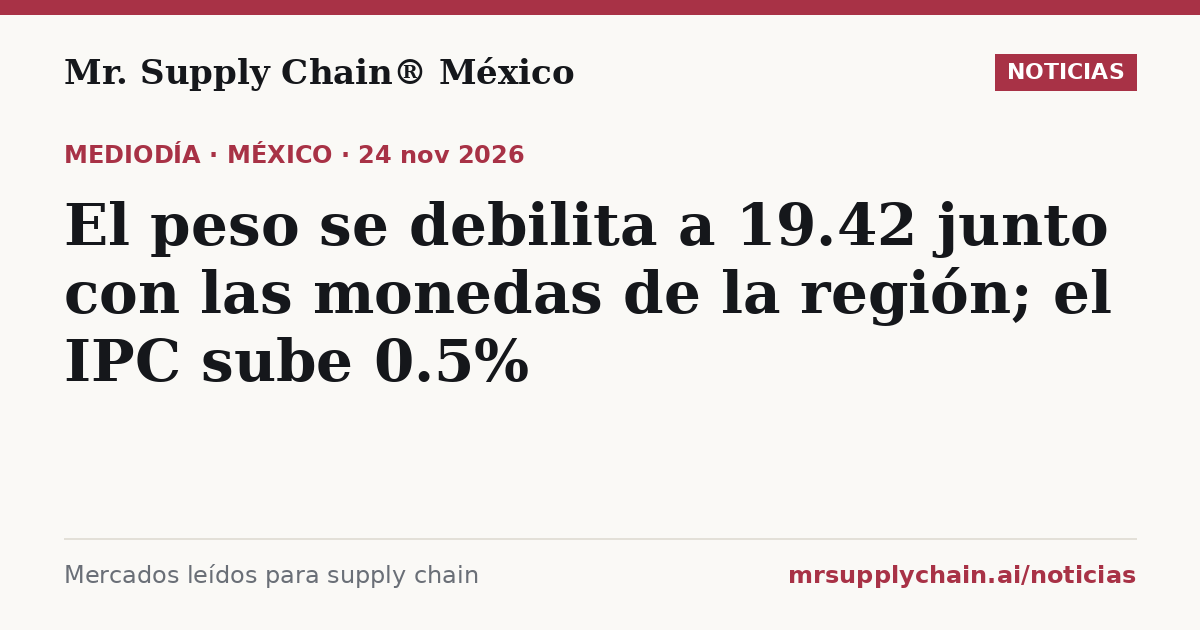 Mr. Supply Chain® México
NOTICIAS
MEDIODÍA · MÉXICO · 24 nov 2026
El peso se debilita a 19.42 junto
con las monedas de la región; el
IPC sube 0.5%
Mercados leídos para supply chain
mrsupplychain.ai/noticias